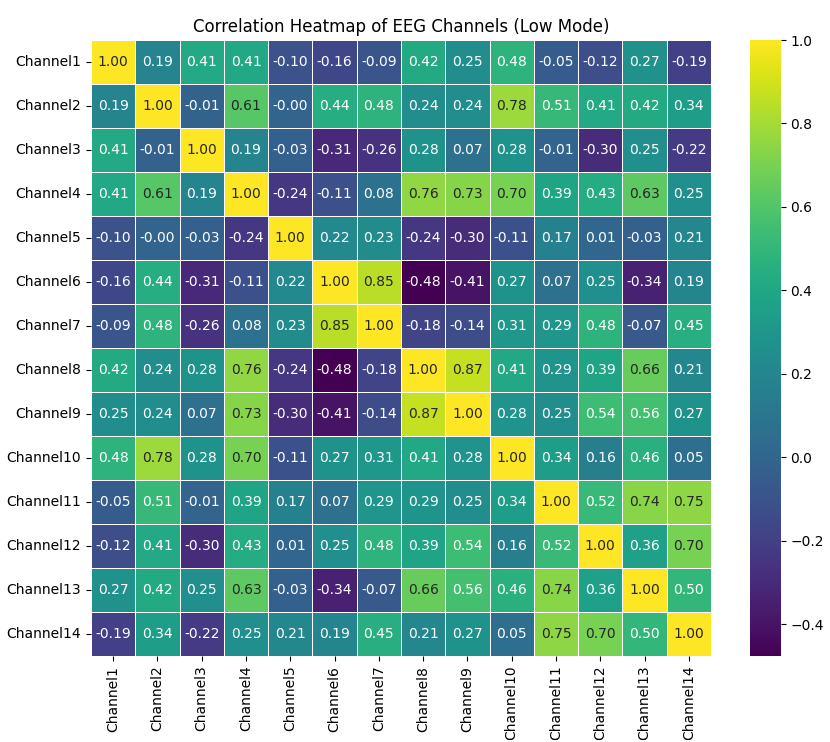 Correlation Heatmap of EEG Channels (Low Mode)
Channel1 1.00 0.19 0.41 0.41 -0.10 -0.16 -0.09 0.42 0.25 0.48 -0.05 -0.12 0.27 -0.19
Channel2 0.19 1.00 -0.01 0.61 -0.00 0.44 0.48 0.24 0.24 0.78 0.51 0.41 0.42 0.34
Channel3 0.41 -0.01 1.00 0.19 -0.03 -0.31 -0.26 0.28 0.07 0.28 -0.01 -0.30 0.25 -0.22
Channel4 0.41 0.61 0.19 1.00 -0.24 -0.11 0.08 0.76 0.73 0.70 0.39 0.43 0.63 0.25
Channel5 -0.10 -0.00 -0.03 -0.24 1.00 0.22 0.23 -0.24 -0.30 -0.11 0.17 0.01 -0.03 0.21
Channel6 -0.16 0.44 -0.31 -0.11 0.22 1.00 0.85 -0.48 -0.41 0.27 0.07 0.25 -0.34 0.19
Channel7 -0.09 0.48 -0.26 0.08 0.23 0.85 1.00 -0.18 -0.14 0.31 0.29 0.48 -0.07 0.45
Channel8 0.42 0.24 0.28 0.76 -0.24 -0.48 -0.18 1.00 0.87 0.41 0.29 0.39 0.66 0.21
Channel9 0.25 0.24 0.07 0.73 -0.30 -0.41 -0.14 0.87 1.00 0.28 0.25 0.54 0.56 0.27
Channel10 0.48 0.78 0.28 0.70 -0.11 0.27 0.31 0.41 0.28 1.00 0.34 0.16 0.46 0.05
Channel11 -0.05 0.51 -0.01 0.39 0.17 0.07 0.29 0.29 0.25 0.34 1.00 0.52 0.74 0.75
Channel12 -0.12 0.41 -0.30 0.43 0.01 0.25 0.48 0.39 0.54 0.16 0.52 1.00 0.36 0.70
Channel13 0.27 0.42 0.25 0.63 -0.03 -0.34 -0.07 0.66 0.56 0.46 0.74 0.36 1.00 0.50
Channel14 -0.19 0.34 -0.22 0.25 0.21 0.19 0.45 0.21 0.27 0.05 0.75 0.70 0.50 1.00
Channel1 Channel2 Channel3 Channel4 Channel5 Channel6 Channel7 Channel8 Channel9 Channel10 Channel11 Channel12 Channel13 Channel14
1.0
0.8
0.6
0.4
0.2
0.0
−0.2
−0.4